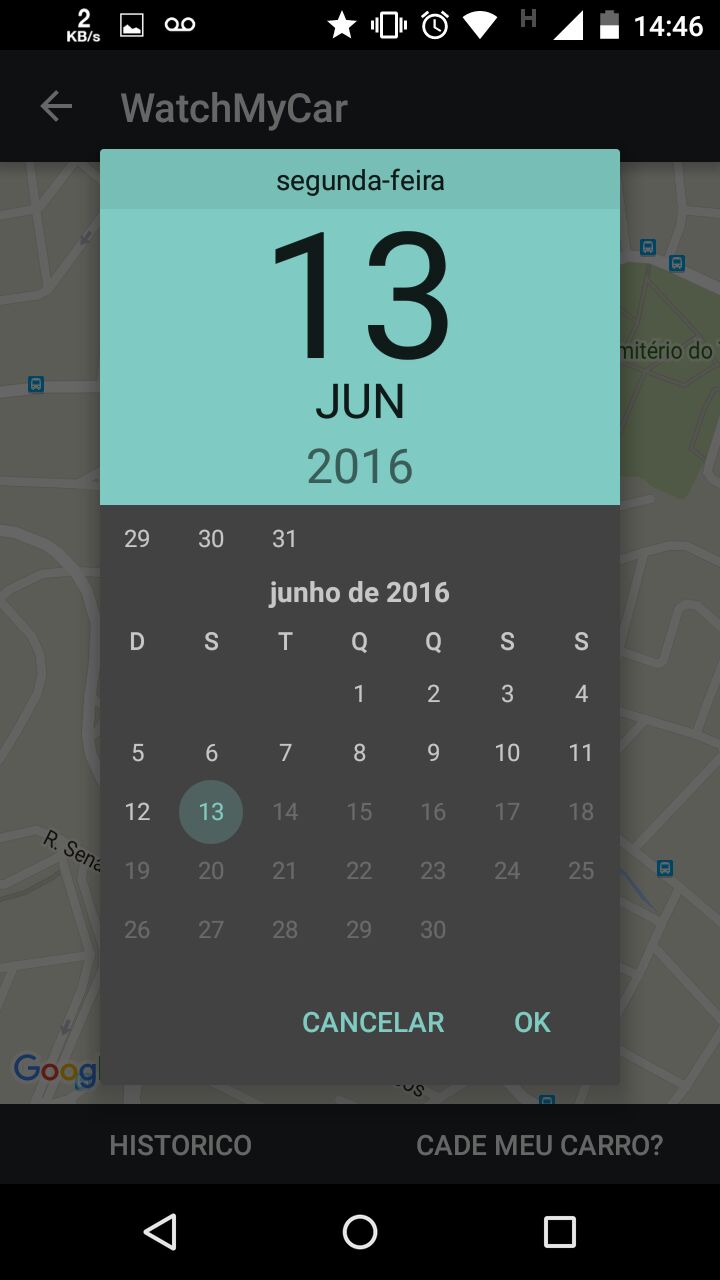 2
KB/s
H
14:46
WatchMyCar
segunda-feira
13
JUN
2016
mitério do
29 30 31
junho de 2016
D S T Q Q S S
1 2 3 4
5 6 7 8 9 10 11
12 13 14 15 16 17 18
R. Sena
19 20 21 22 23 24 25
26 27 28 29 30
CANCELAR OK
Googl
os
HISTORICO CADE MEU CARRO?